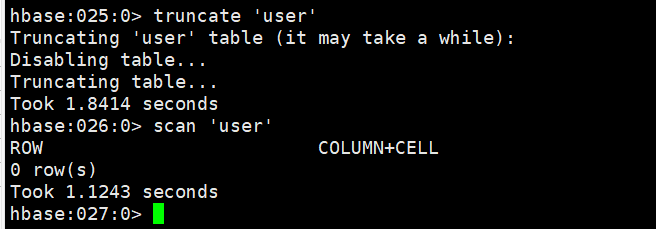 hbase:025:0> truncate 'user'
Truncating 'user' table (it may take a while):
Disabling table...
Truncating table...
Took 1.8414 seconds
hbase:026:0> scan 'user'
ROW                          COLUMN+CELL
0 row(s)
Took 1.1243 seconds
hbase:027:0>